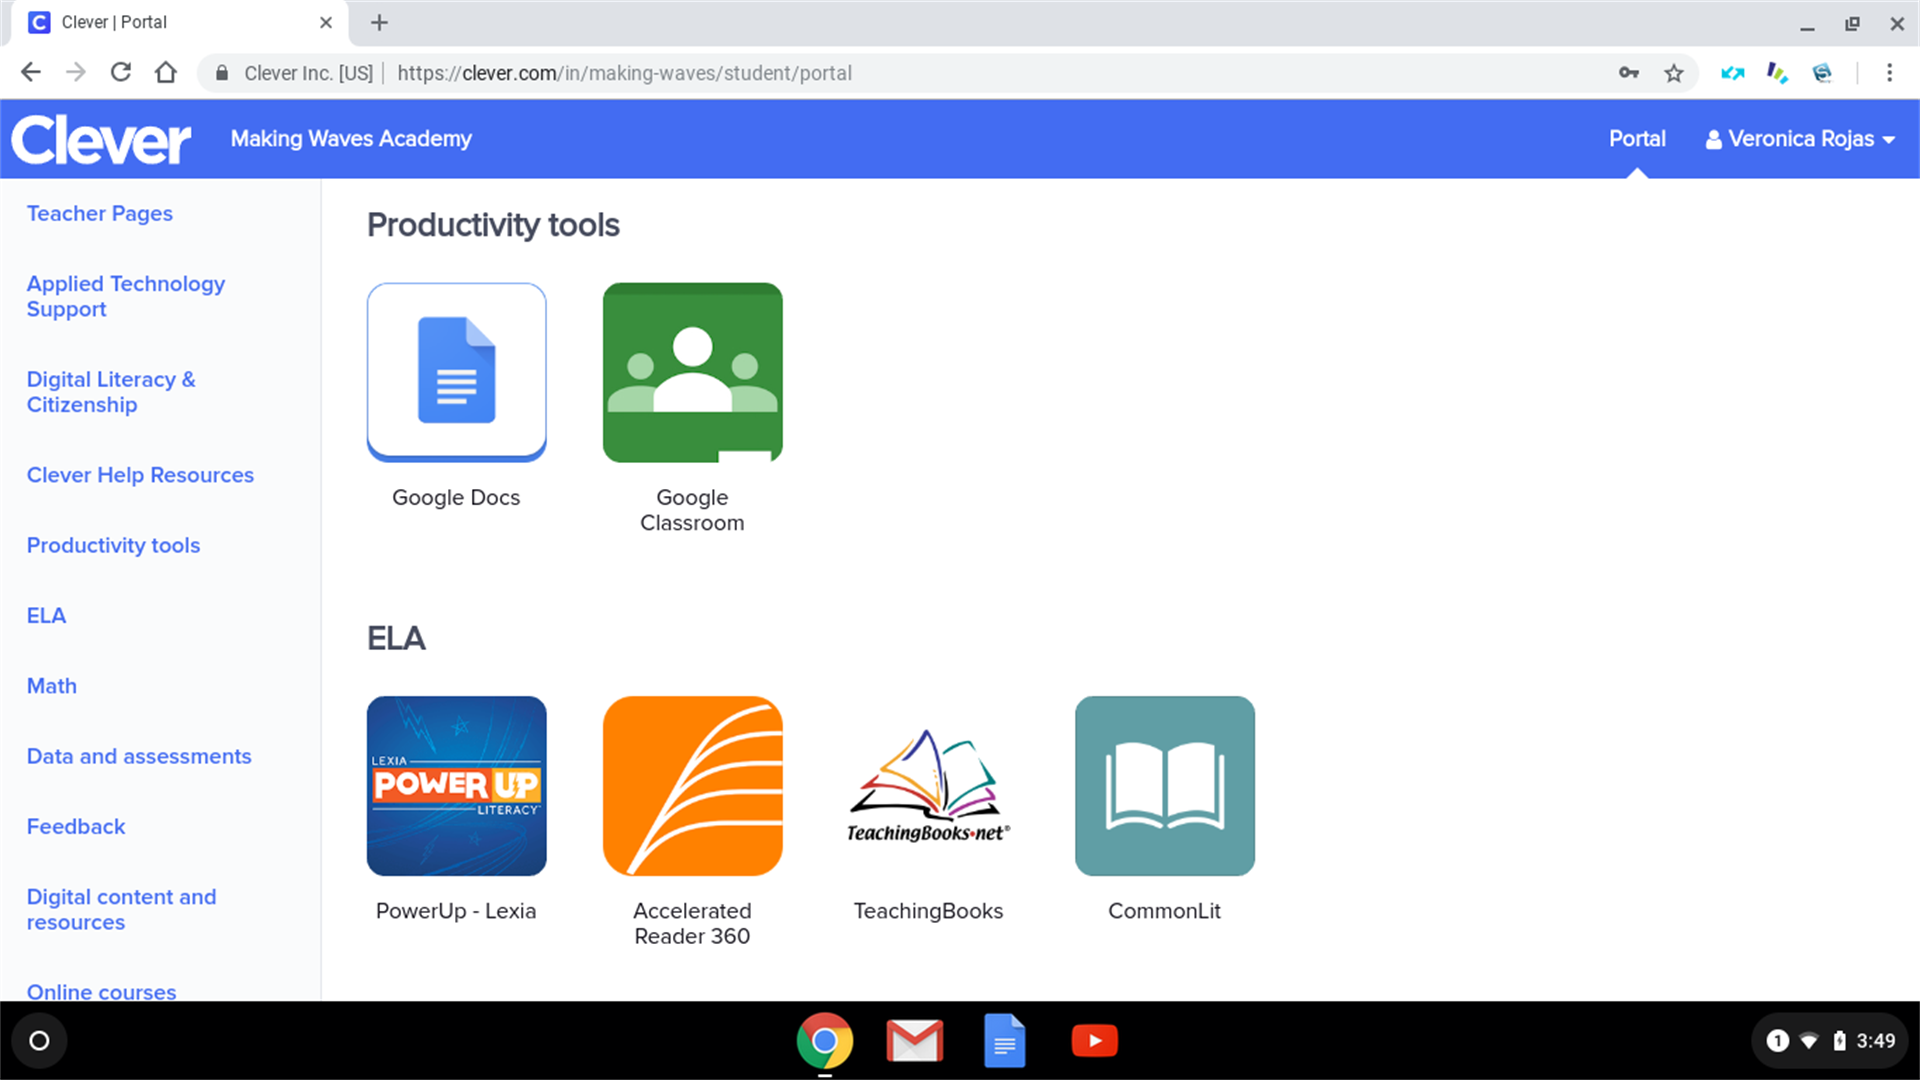 Clever | Portal
Clever Inc. [US] https://clever.com/in/making-waves/student/portal
Clever
Making Waves Academy
Portal
Veronica Rojas
Teacher Pages
Applied Technology
Support
Digital Literacy &
Citizenship
Clever Help Resources
Productivity tools
ELA
Math
Data and assessments
Feedback
Digital content and
resources
Online courses
Productivity tools
Google Docs
Google
Classroom
ELA
LEXIA
POWER UP
LITERACY
PowerUp - Lexia
Accelerated
Reader 360
TeachingBooks•net®
TeachingBooks
CommonLit
1
3:49